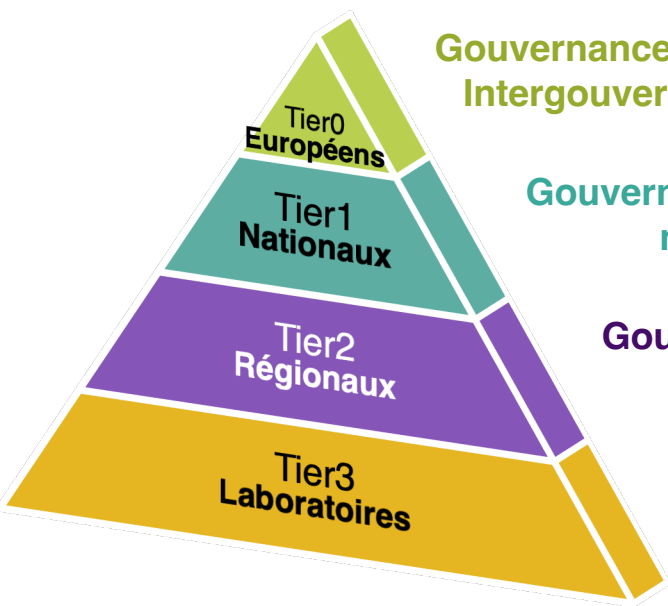 Gouvernance
Intergouver
Tier0
Européens
Gouvern
Tier1
Nationaux
Gou
Tier2
Régionaux
Tier3
Laboratoires